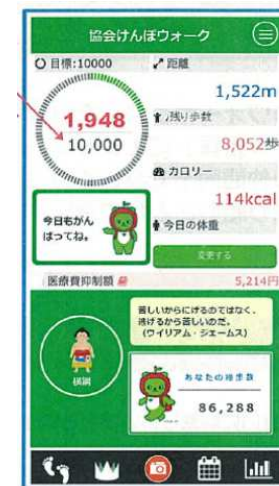 協会けんぽウォーク
目標:10000
距離
1,522m
1,948
10,000
残り歩数
8,052歩
カロリー
114kcal
今日もがん
ばってね。
今日の体重
変更する
医療費抑制額
5,214円
苦しいからにげるのではなく、
逃げるから苦しいのだ。
(ウイリアム・ジェームス)
横綱
あなたの総歩数
86,288